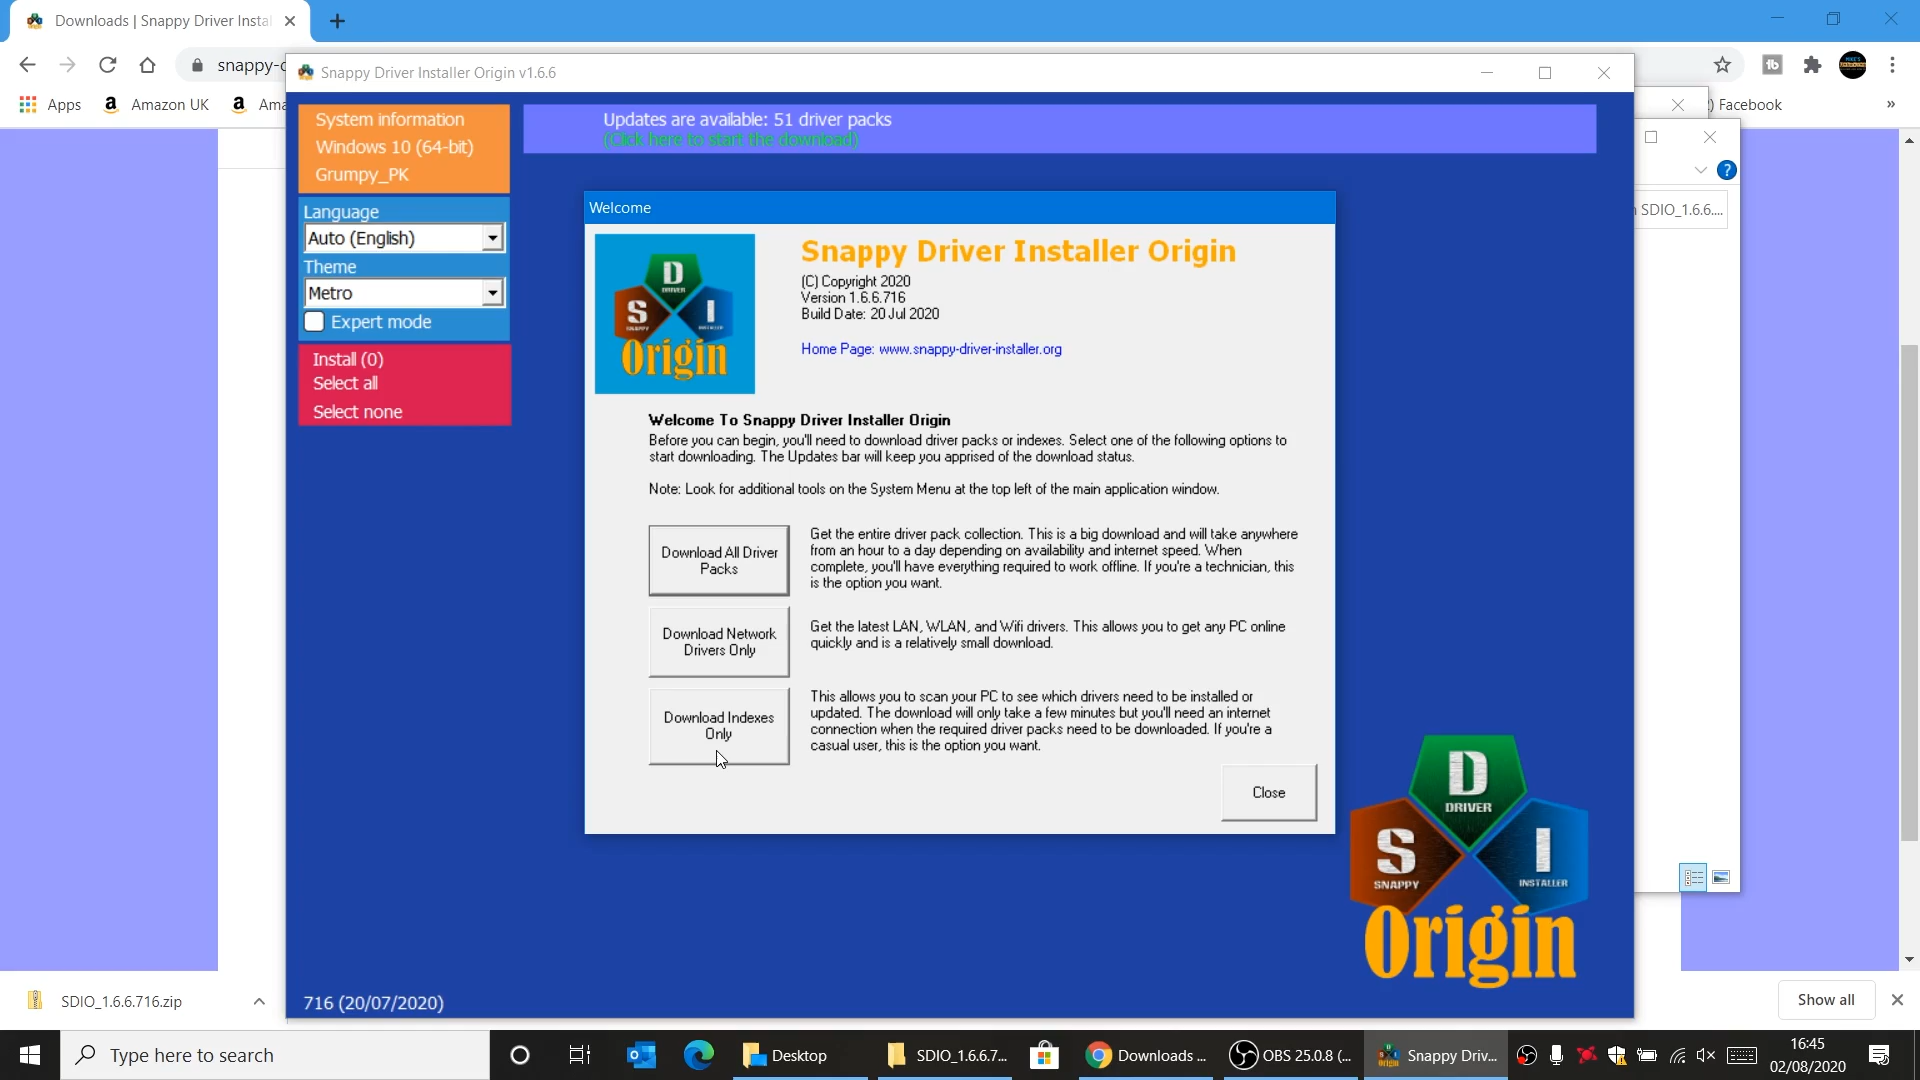 Downloads | Snappy Driver Instal
snappy-d
Apps
Amazon UK
Ama
Facebook
Snappy Driver Installer Origin v1.6.6
System information
Windows 10 (64-bit)
Grumpy_PK
Updates are available: 51 driver packs
(Click here to start the download)
Language
Auto (English)
Theme
Metro
Expert mode
Install (0)
Select all
Select none
SDIO_1.6.6....
Welcome
D
DRIVER
S
SNAPPY
I
INSTALLER
Origin
Snappy Driver Installer Origin
(C) Copyright 2020
Version 1.6.6.716
Build Date: 20 Jul 2020
Home Page: www.snappy-driver-installer.org
Welcome To Snappy Driver Installer Origin
Before you can begin, you'll need to download driver packs or indexes. Select one of the following options to
start downloading. The Updates bar will keep you apprised of the download status.
Note: Look for additional tools on the System Menu at the top left of the main application window.
Download All Driver
Packs
Get the entire driver pack collection. This is a big download and will take anywhere
from an hour to a day depending on availability and internet speed. When
complete, you'll have everything required to work offline. If you're a technician, this
is the option you want.
Download Network
Drivers Only
Get the latest LAN, WLAN, and Wifi drivers. This allows you to get any PC online
quickly and is a relatively small download.
Download Indexes
Only
This allows you to scan your PC to see which drivers need to be installed or
updated. The download will only take a few minutes but you'll need an internet
connection when the required driver packs need to be downloaded. If you're a
casual user, this is the option you want.
Close
D
DRIVER
S
SNAPPY
I
INSTALLER
Origin
716 (20/07/2020)
SDIO_1.6.6.716.zip
Show all
Type here to search
Desktop
SDIO_1.6.6.7...
Downloads ...
OBS 25.0.8 (...
Snappy Driv...
16:45
02/08/2020